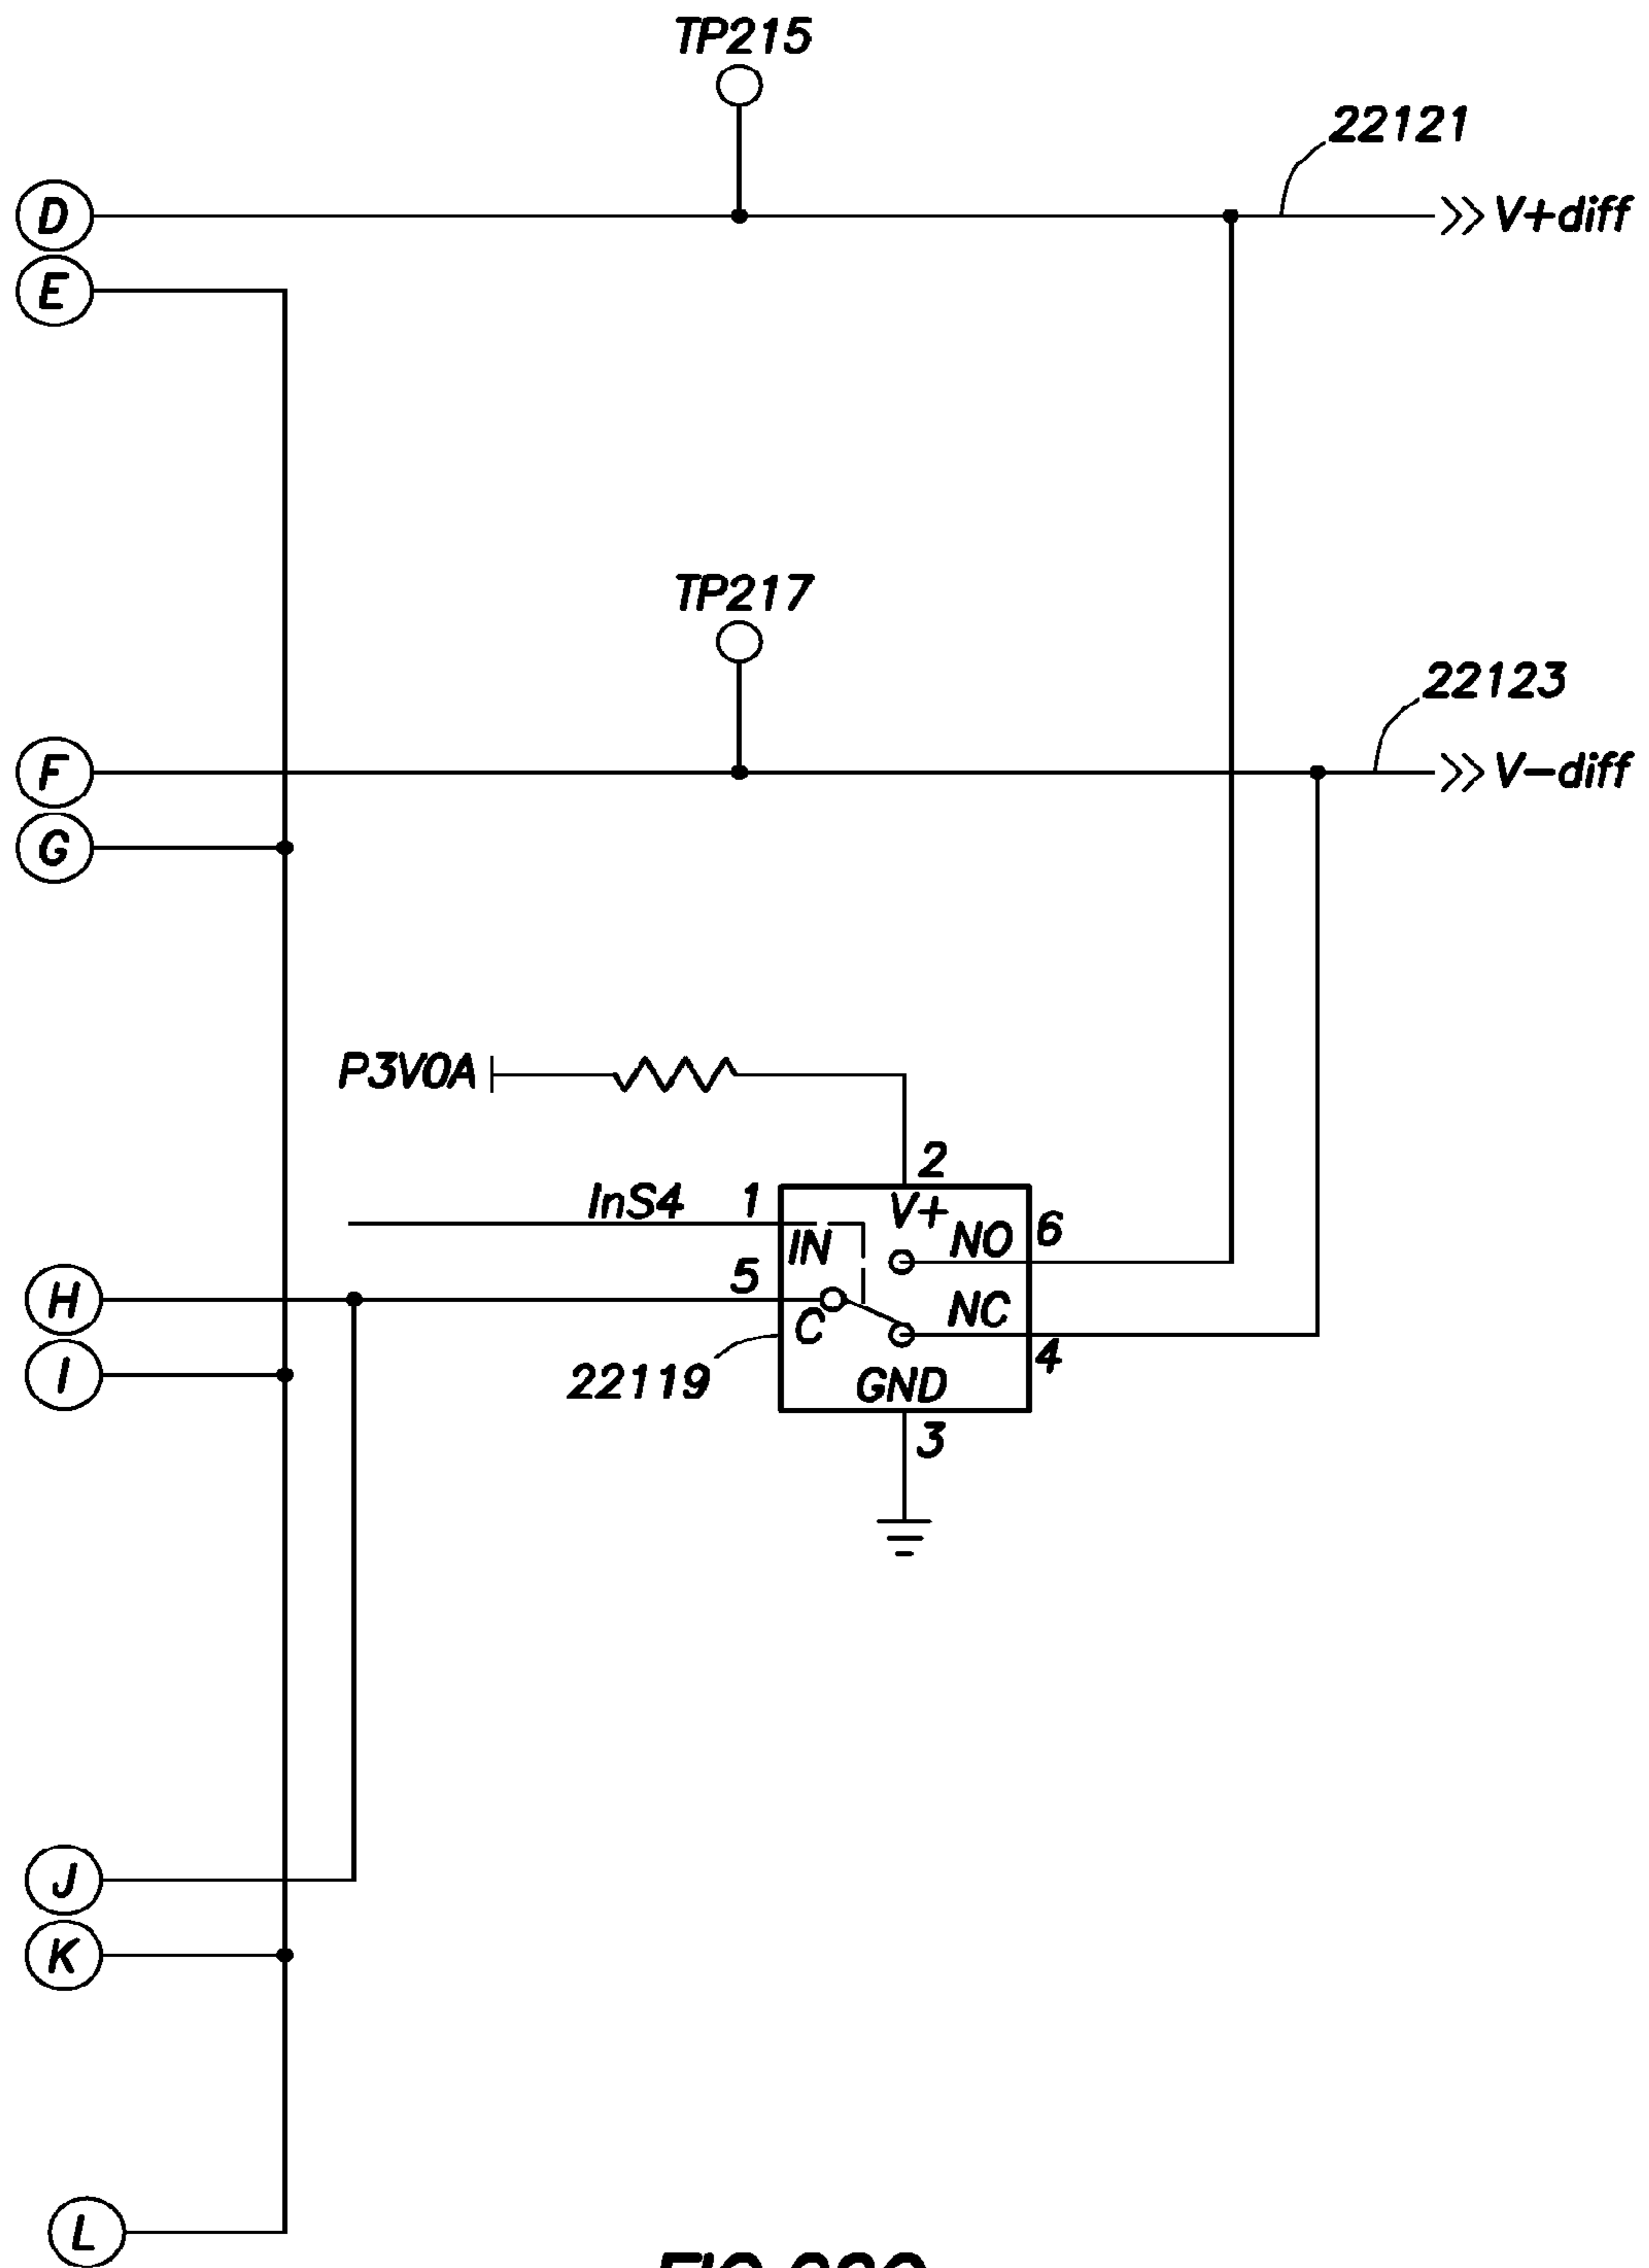 TP215
22121
D
V+diff
E
TP217
22123
F
V-diff
G
P3V0A
2
InS4
1
V+
6
IN
NO
5
H
NC
C
4
I
22119
GND
3
J
K
L